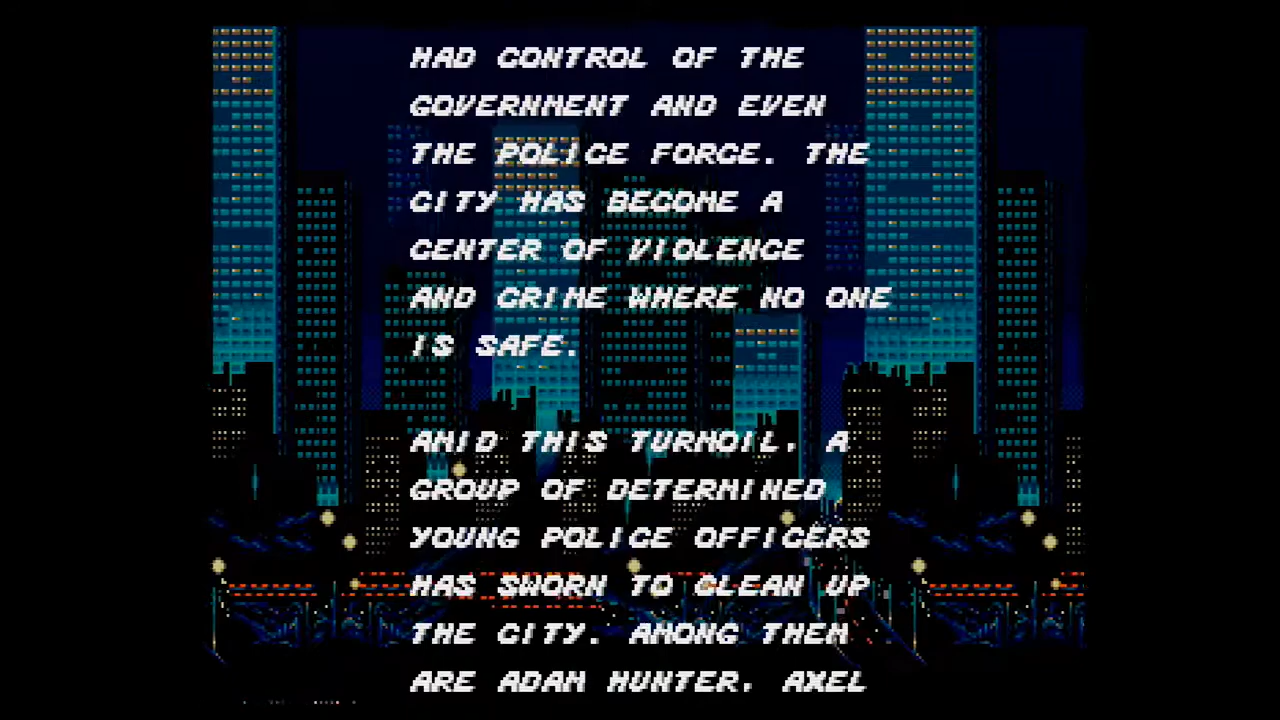 HAD CONTROL OF THE
GOVERNMENT AND EVEN
THE POLICE FORCE. THE
CITY HAS BECOME A
CENTER OF VIOLENCE
AND CRIME WHERE NO ONE
IS SAFE.
AMID THIS TURMOIL, A
GROUP OF DETERMINED
YOUNG POLICE OFFICERS
HAS SWORN TO CLEAN UP
THE CITY. AMONG THEM
ARE ADAM HUNTER, AXEL